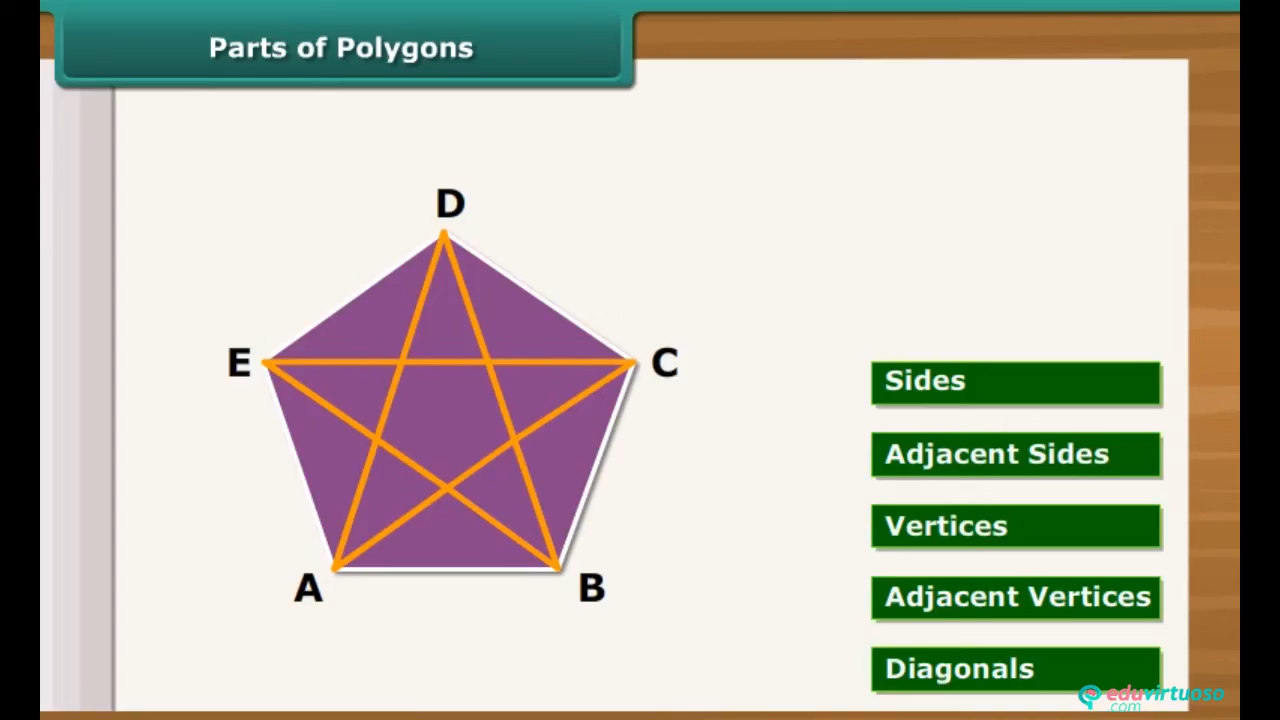 Parts of Polygons
D
E
C
A
B
Sides
Adjacent Sides
Vertices
Adjacent Vertices
Diagonals
eduvirtuoso
.com